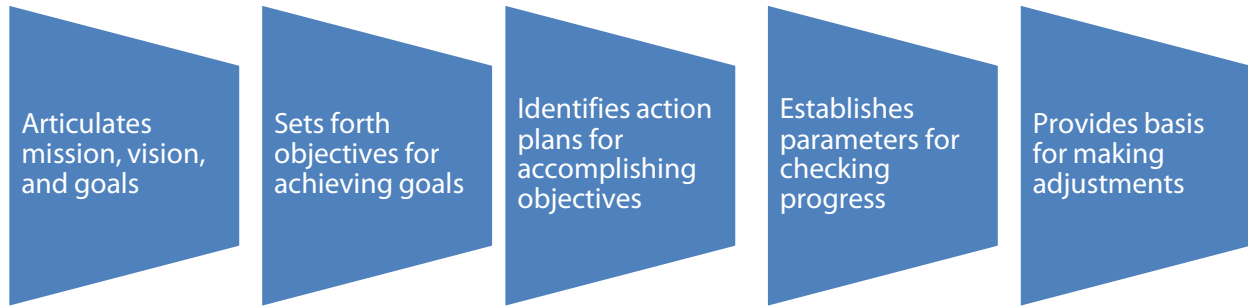 Articulates
mission, vision,
and goals
Sets forth
objectives for
achieving goals
Identifies action
plans for
accomplishing
objectives
Establishes
parameters for
checking
progress
Provides basis
for making
adjustments